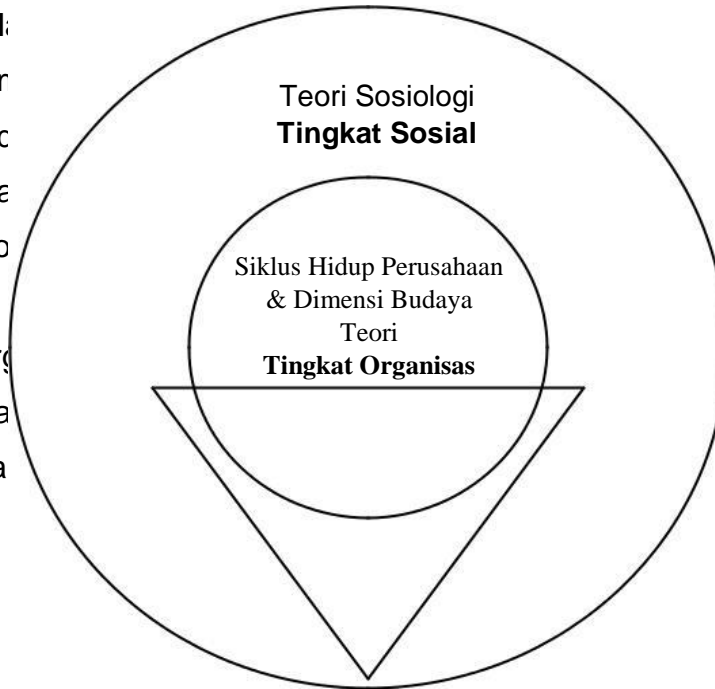 Teori Sosiologi
Tingkat Sosial
Siklus Hidup Perusahaan
& Dimensi Budaya
Teori
Tingkat Organisas